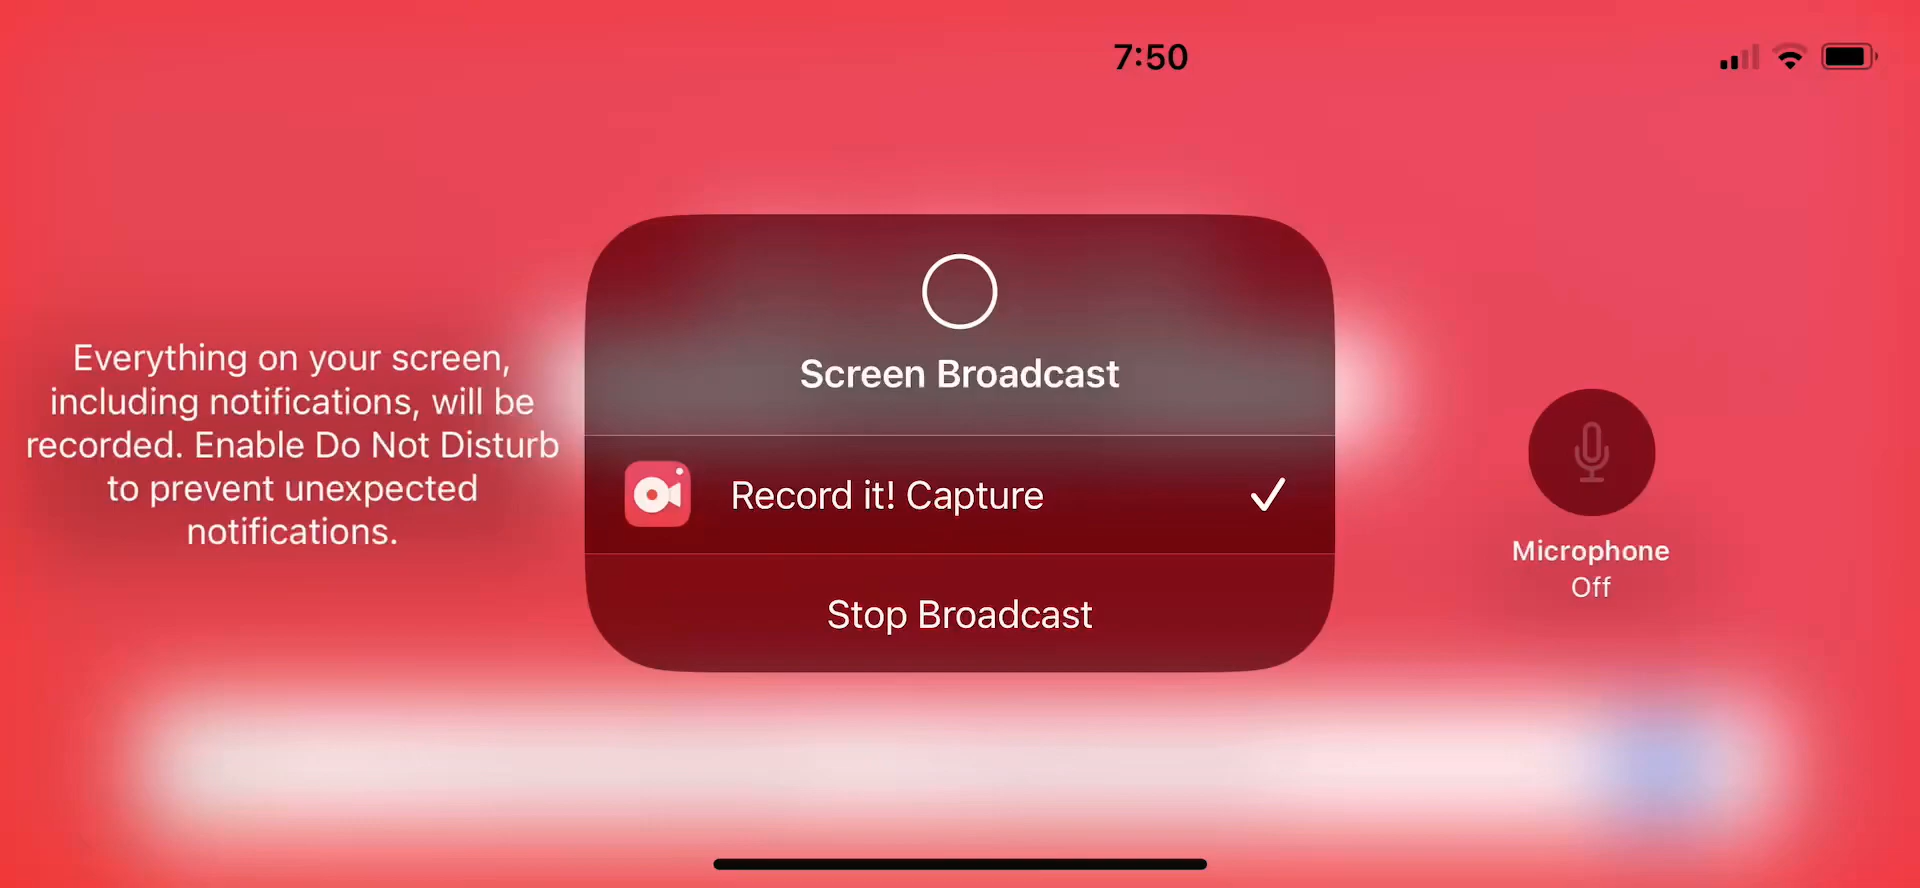 7:50
Everything on your screen,
including notifications, will be
recorded. Enable Do Not Disturb
to prevent unexpected
notifications.
Screen Broadcast
Record it! Capture
Stop Broadcast
Microphone
Off